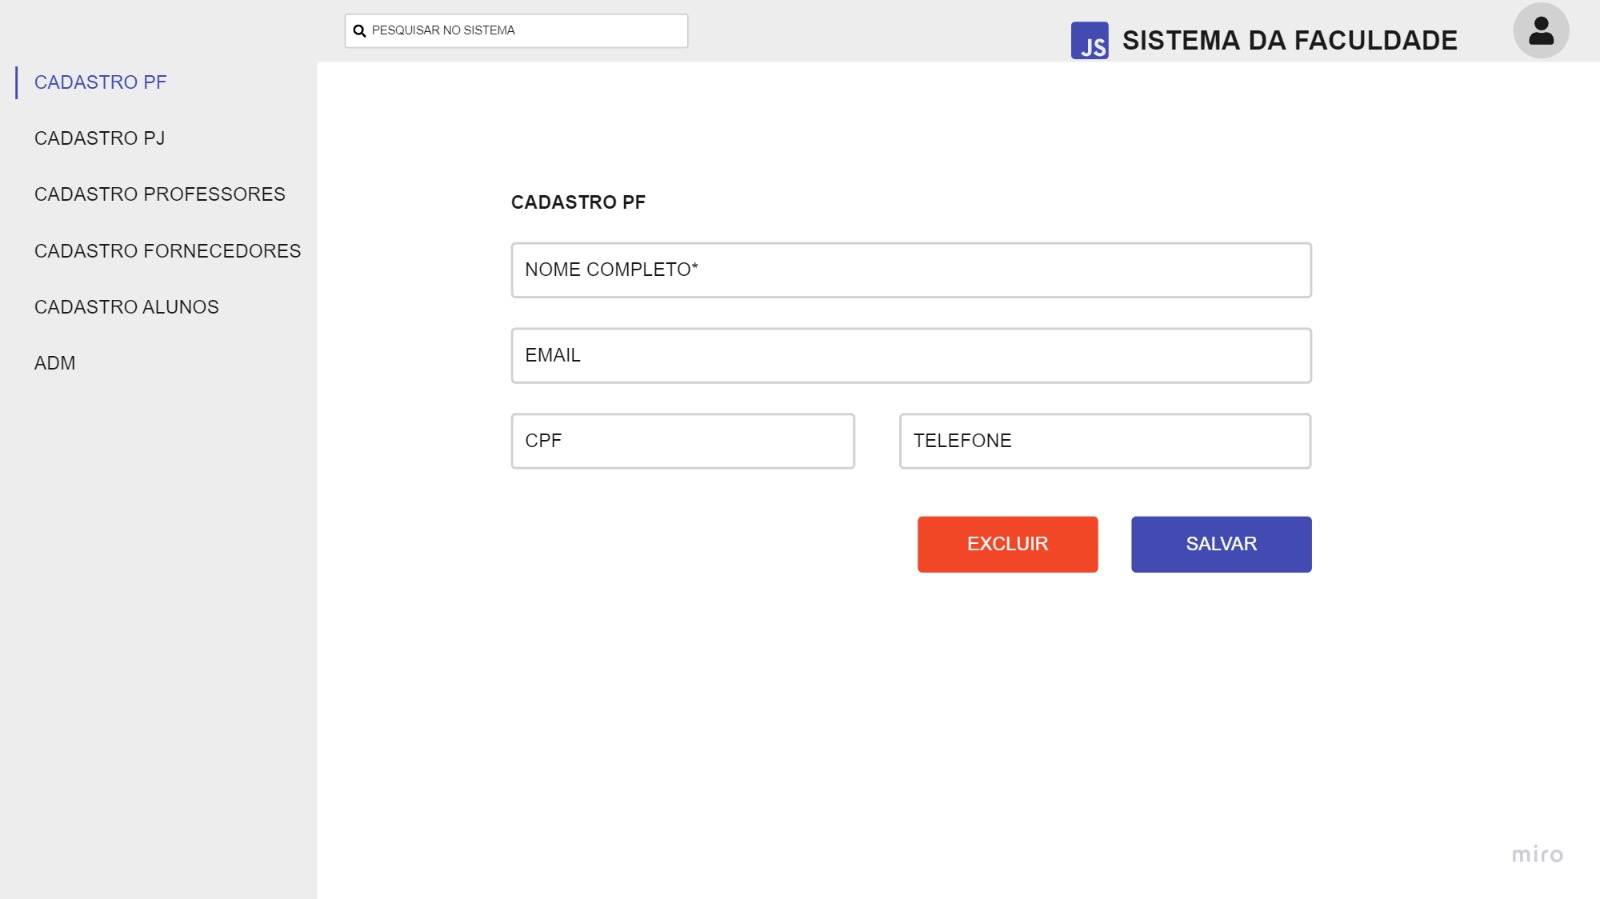 PESQUISAR NO SISTEMA
JS SISTEMA DA FACULDADE
CADASTRO PF
CADASTRO PJ
CADASTRO PROFESSORES
CADASTRO FORNECEDORES
CADASTRO ALUNOS
ADM
CADASTRO PF
NOME COMPLETO*
EMAIL
CPF
TELEFONE
EXCLUIR
SALVAR
miro